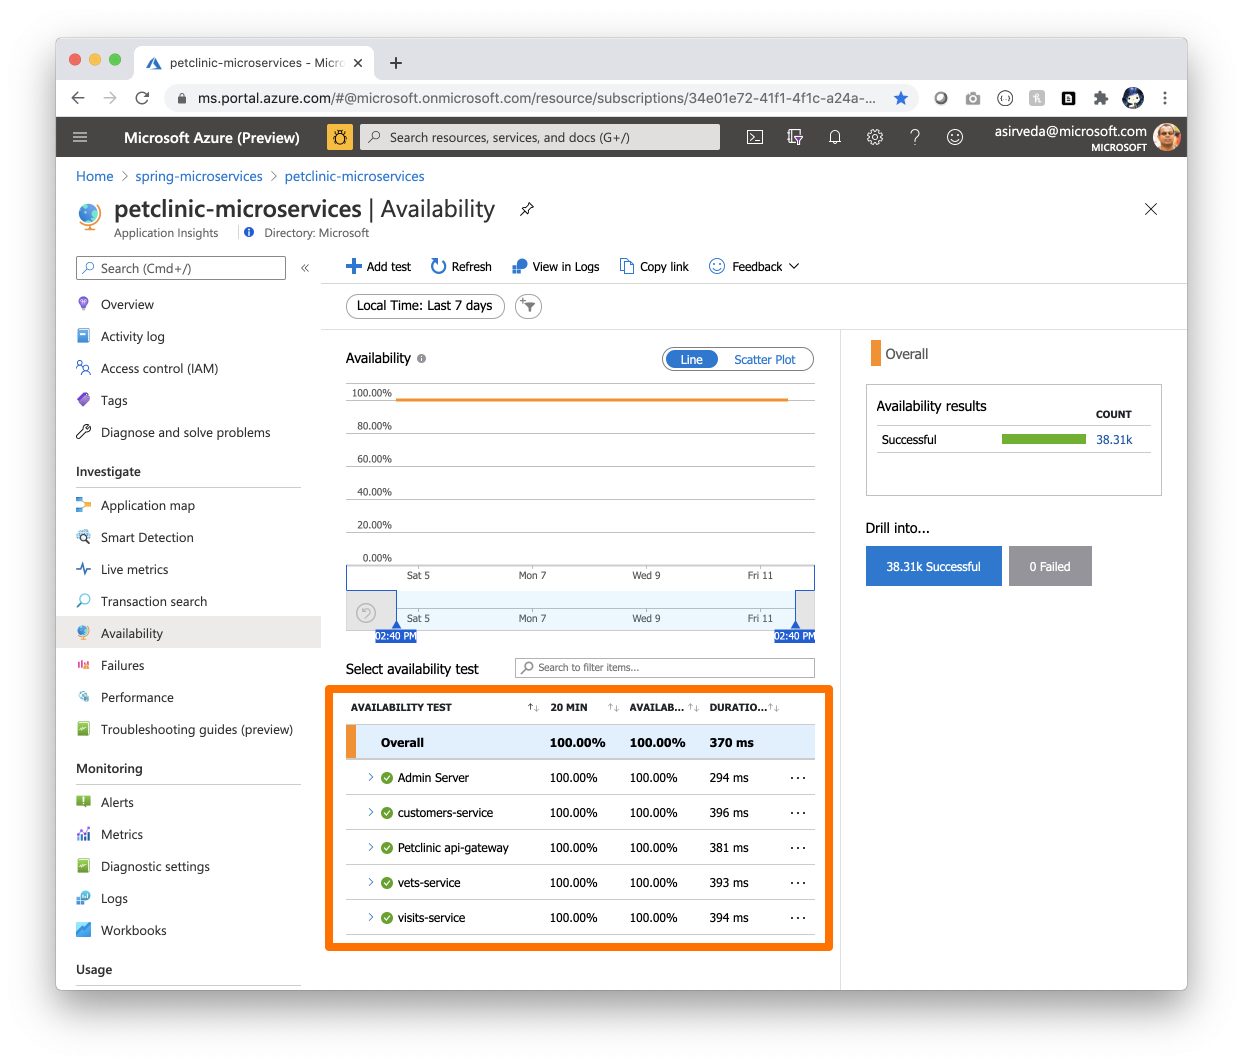 petclinic-microservices - Micro
ms.portal.azure.com/#@microsoft.onmicrosoft.com/resource/subscriptions/34e01e72-41f1-4f1c-a24a-...
Microsoft Azure (Preview)
Search resources, services, and docs (G+/)
asirveda@microsoft.com
MICROSOFT
Home > spring-microservices > petclinic-microservices
petclinic-microservices | Availability
Application Insights
Directory: Microsoft
Search (Cmd+/)
«
Overview
Activity log
Access control (IAM)
Tags
Diagnose and solve problems
Investigate
Application map
Smart Detection
Live metrics
Transaction search
Availability
Failures
Performance
Troubleshooting guides (preview)
Monitoring
Alerts
Metrics
Diagnostic settings
Logs
Workbooks
Usage
Add test Refresh View in Logs Copy link Feedback
Local Time: Last 7 days
Availability
Line Scatter Plot
100.00%
80.00%
60.00%
40.00%
20.00%
0.00%
Sat 5 Mon 7 Wed 9 Fri 11
Sat 5 Mon 7 Wed 9 Fri 11
02:40 PM 02:40 PM
Select availability test
Search to filter items...
AVAILABILITY TEST 20 MIN AVAILAB... DURATIO...
Overall 100.00% 100.00% 370 ms
Admin Server 100.00% 100.00% 294 ms ...
customers-service 100.00% 100.00% 396 ms ...
Petclinic api-gateway 100.00% 100.00% 381 ms ...
vets-service 100.00% 100.00% 393 ms ...
visits-service 100.00% 100.00% 394 ms ...
Overall
Availability results
COUNT
Successful 38.31k
Drill into...
38.31k Successful
0 Failed